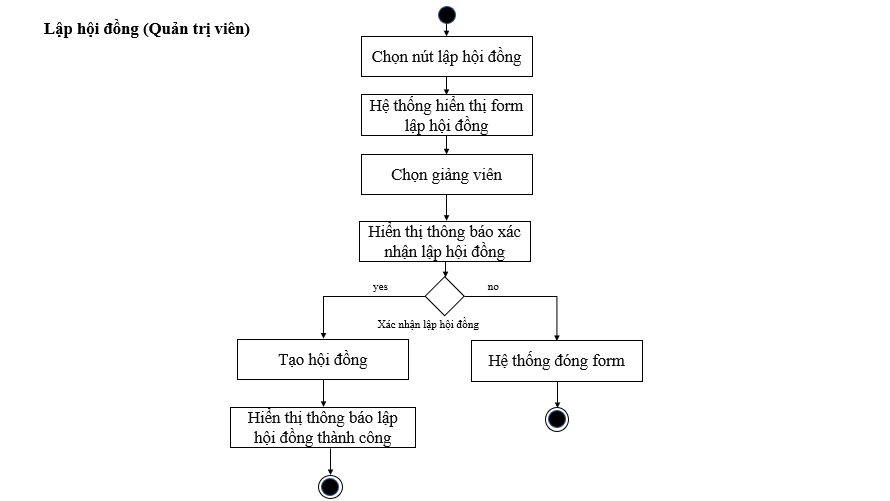 Lập hội đồng (Quản trị viên)
Chọn nút lập hội đồng
Hệ thống hiển thị form
lập hội đồng
Chọn giảng viên
Hiển thị thông báo xác
nhận lập hội đồng
yes
no
Xác nhận lập hội đồng
Tạo hội đồng
Hệ thống đóng form
Hiển thị thông báo lập
hội đồng thành công